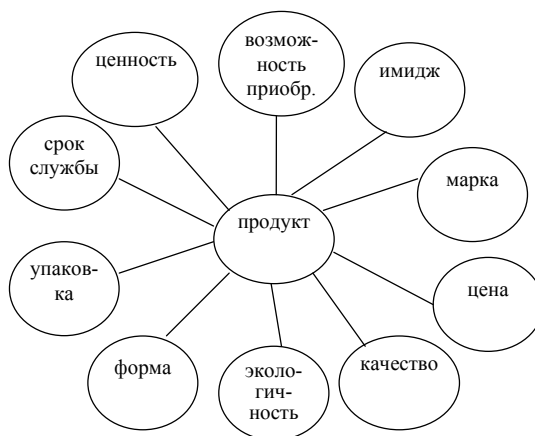 возмож-
ность
приобр.
ценность
имидж
срок
службы
марка
продукт
упаков-
ка
цена
форма
эколо-
гич-
ность
качество